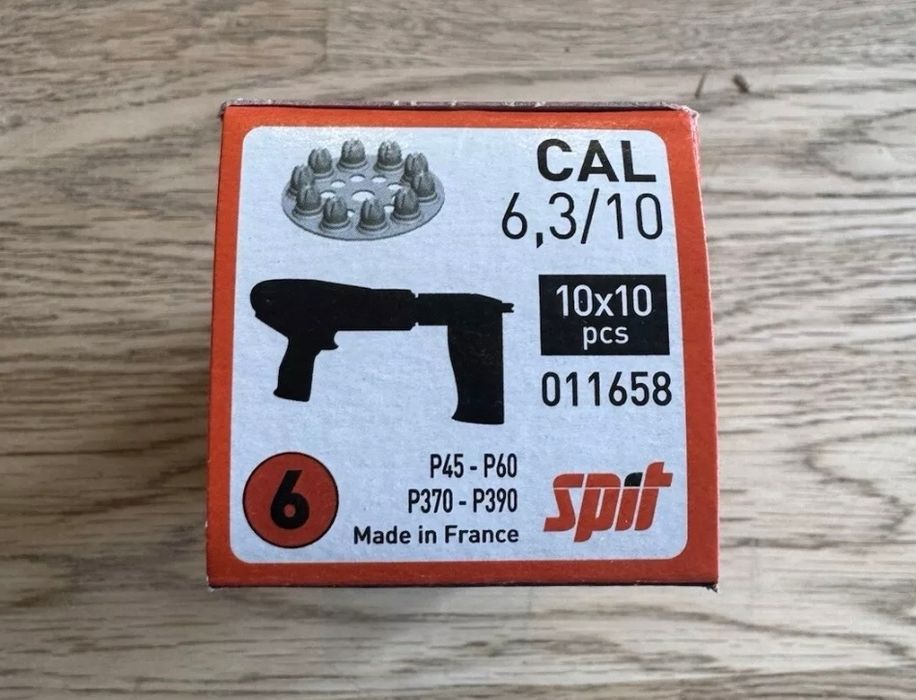 CAL
6,3/10
10x10
pcs
011658
P45 - P60
P370 - P390
Made in France
6
spit